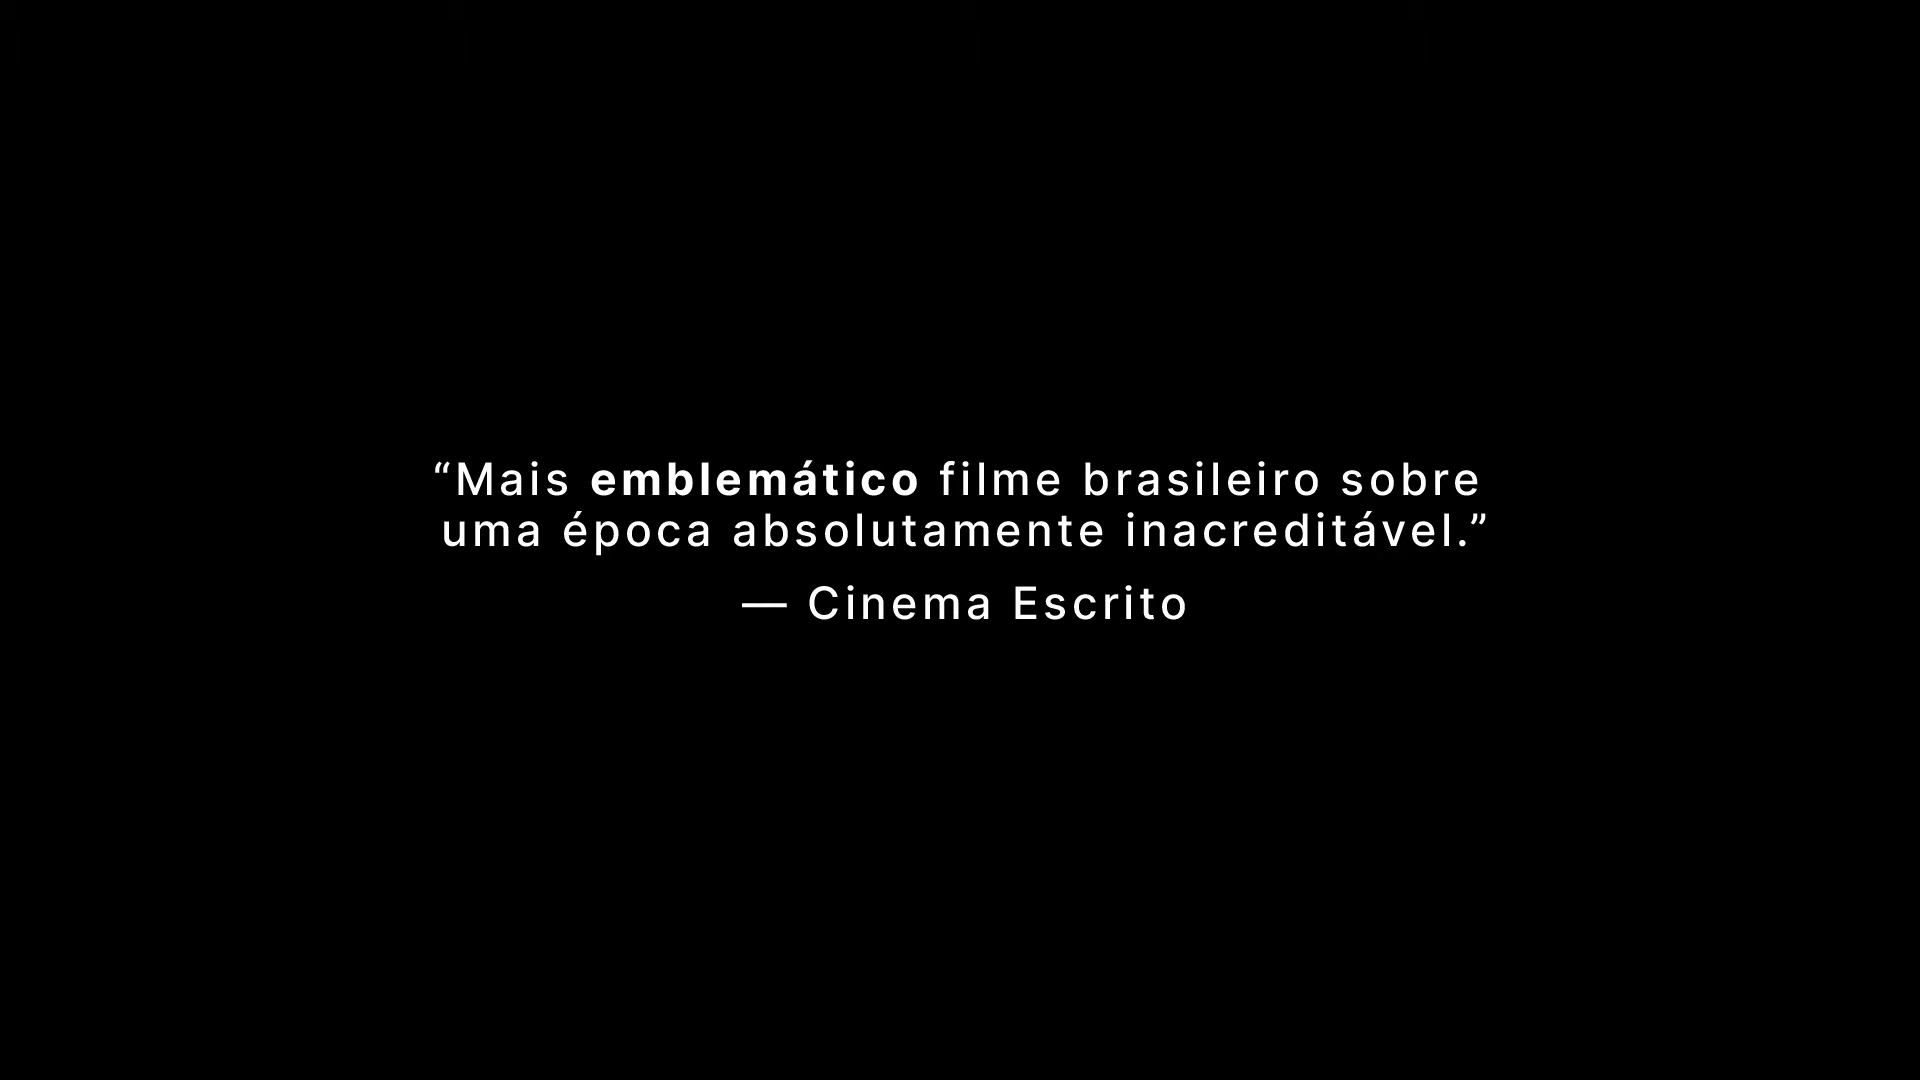 “Mais emblemático filme brasileiro sobre
uma época absolutamente inacreditável.”
— Cinema Escrito